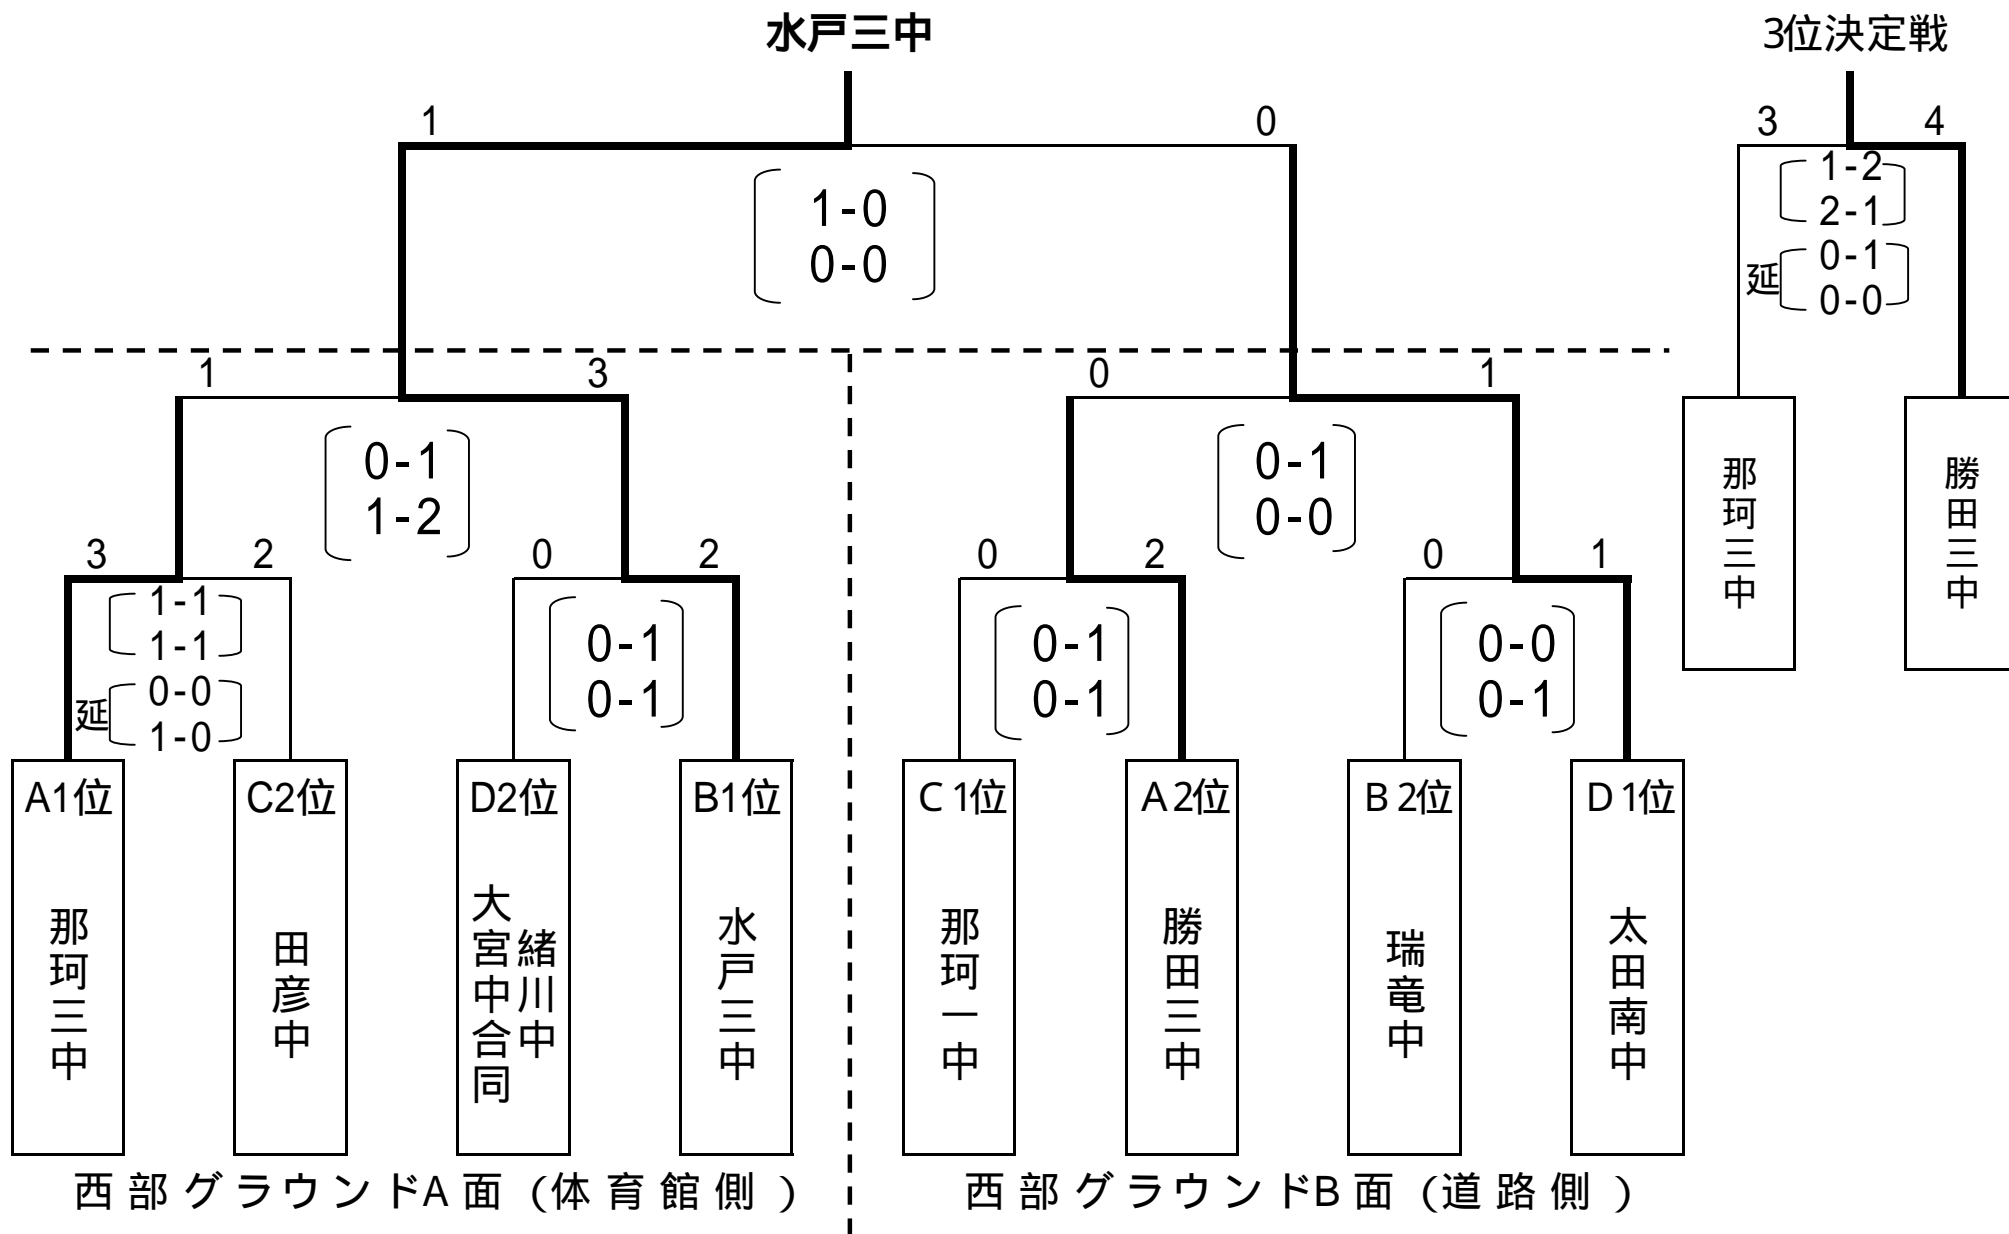 水戸三中
3位決定戦
1 0
3 4
1-0
0-0
1-2
2-1
延
0-1
0-0
1 3
0 1
0-1
1-2
0-1
0-0
那珂三中
勝田三中
3 2
0 2
0 2
0 1
1-1
1-1
延
0-0
1-0
0-1
0-1
0-1
0-1
0-0
0-1
A1位
那珂三中
C2位
田彦中
D2位
緒川中
大宮中合同
B1位
水戸三中
C1位
那珂一中
A2位
勝田三中
B2位
瑞竜中
D1位
太田南中
西部グラウンドA面(体育館側)
西部グラウンドB面(道路側)